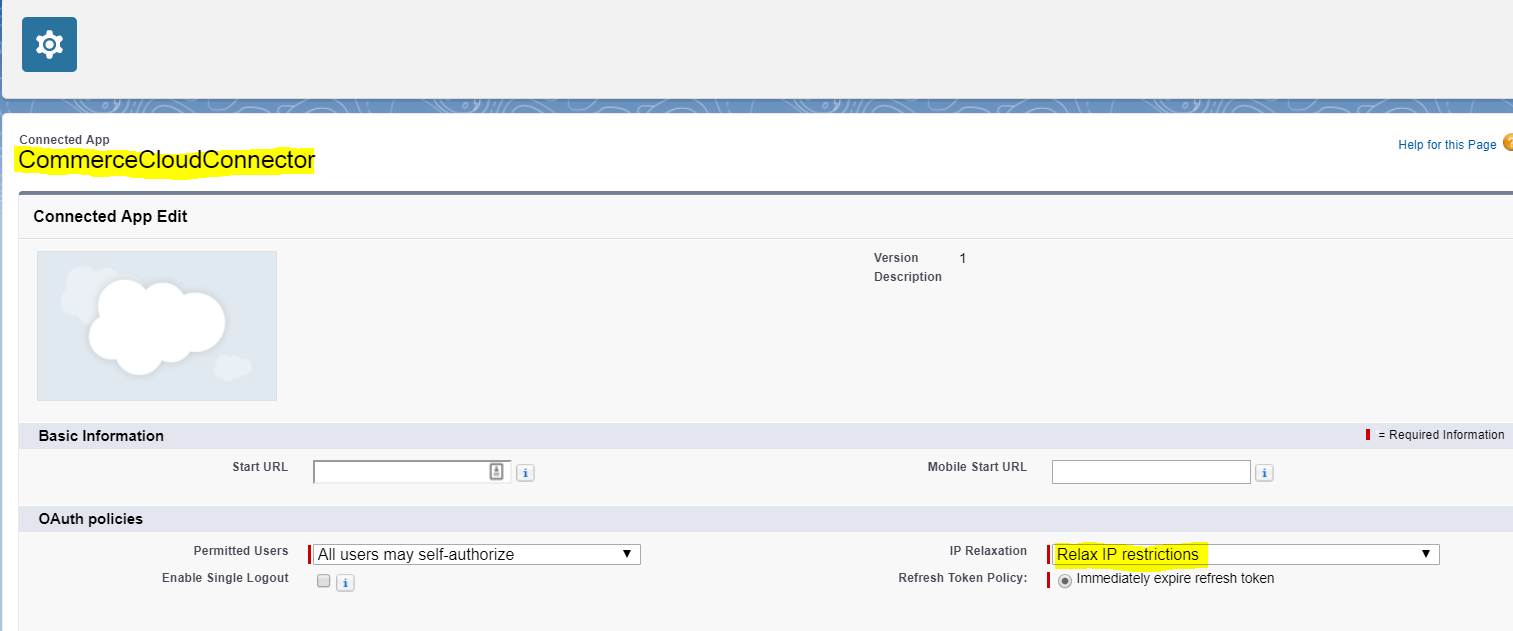 Connected App
CommerceCloudConnector
Help for this Page
Connected App Edit
Version 1
Description
Basic Information
= Required Information
Start URL
Mobile Start URL
OAuth policies
Permitted Users All users may self-authorize
IP Relaxation Relax IP restrictions
Enable Single Logout
Refresh Token Policy: Immediately expire refresh token